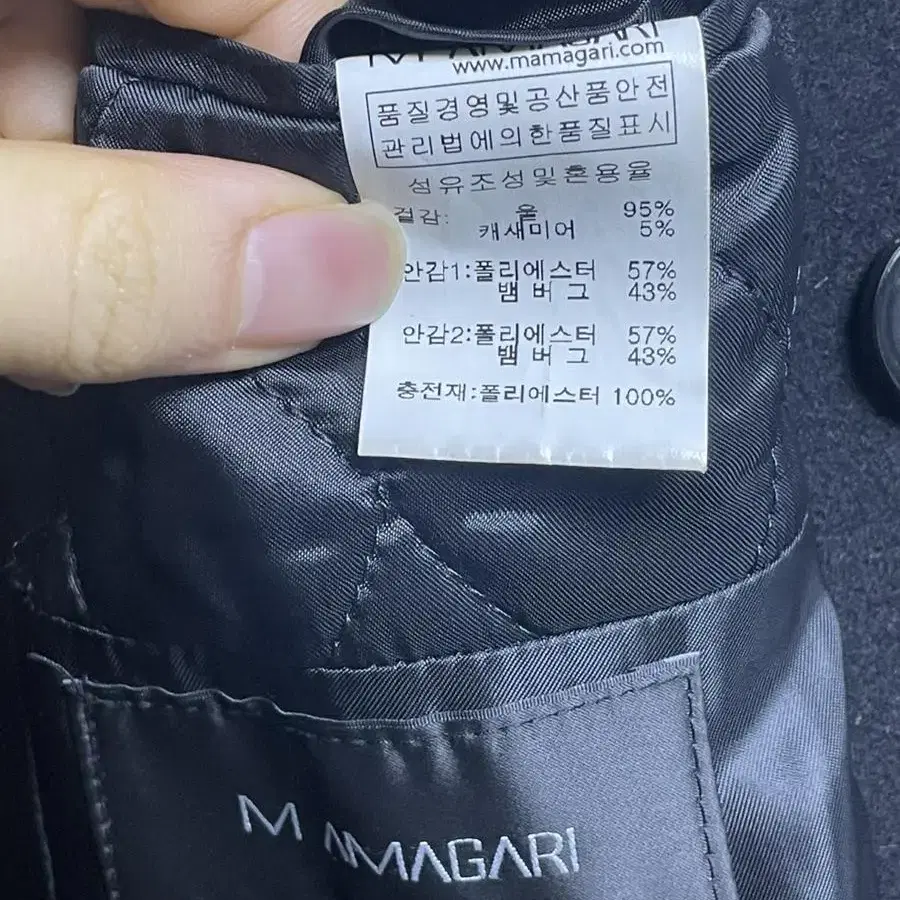 MAMAGARI
www.mamagari.com
품질경영및공산품안전
관리법에의한품질표시
섬유조성및혼용율
겉감: 울 95%
캐새미어 5%
안감1:폴리에스터 57%
뱀버그 43%
안감2:폴리에스터 57%
뱀버그 43%
충전재:폴리에스터 100%
MAMAGARI